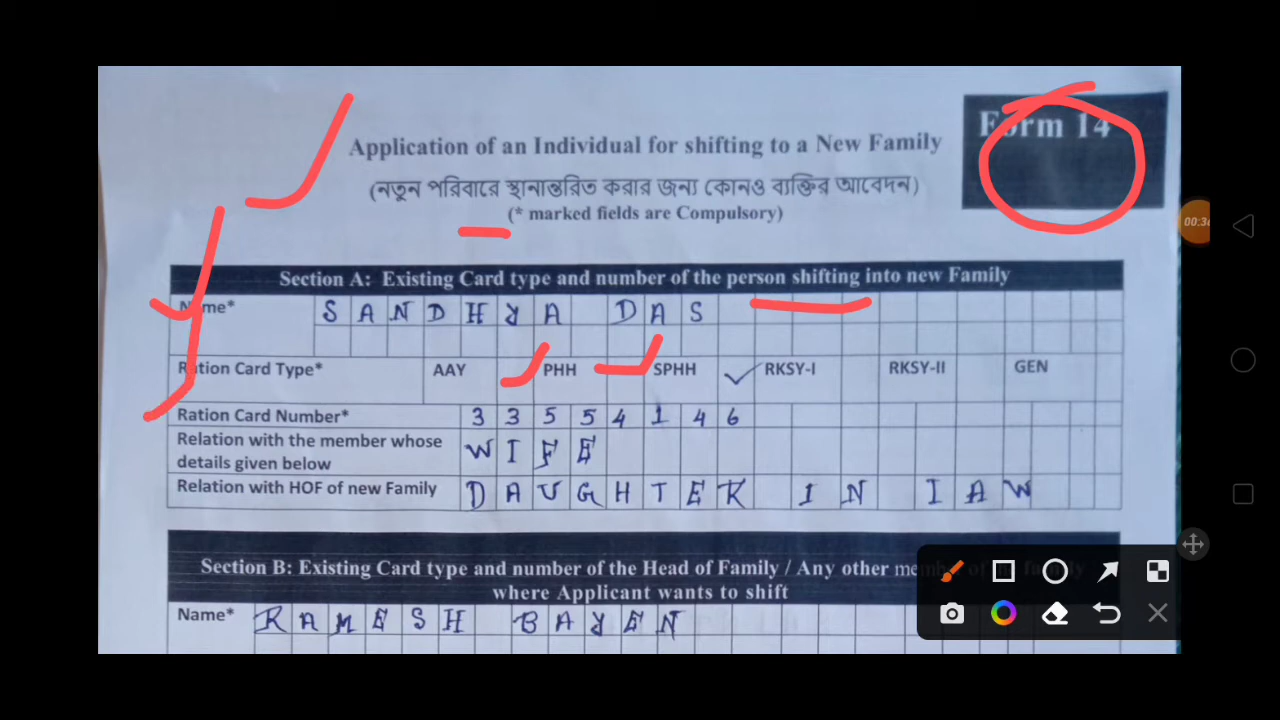 Form 14
Application of an Individual for shifting to a New Family
(নতুন পরিবারে স্থানান্তরিত করার জন্য কোনও ব্যক্তির আবেদন)
(* marked fields are Compulsory)
Section A: Existing Card type and number of the person shifting into new Family
Name* SANDHYA DAS
Ration Card Type* AAY PHH SPHH ✓ RKSY-I RKSY-II GEN
Ration Card Number* 33554146
Relation with the member whose details given below WIFE
Relation with HOF of new Family DAUGHTER IN IAW
Section B: Existing Card type and number of the Head of Family / Any other
where Applicant wants to shift
Name* RAMESH BAYEN